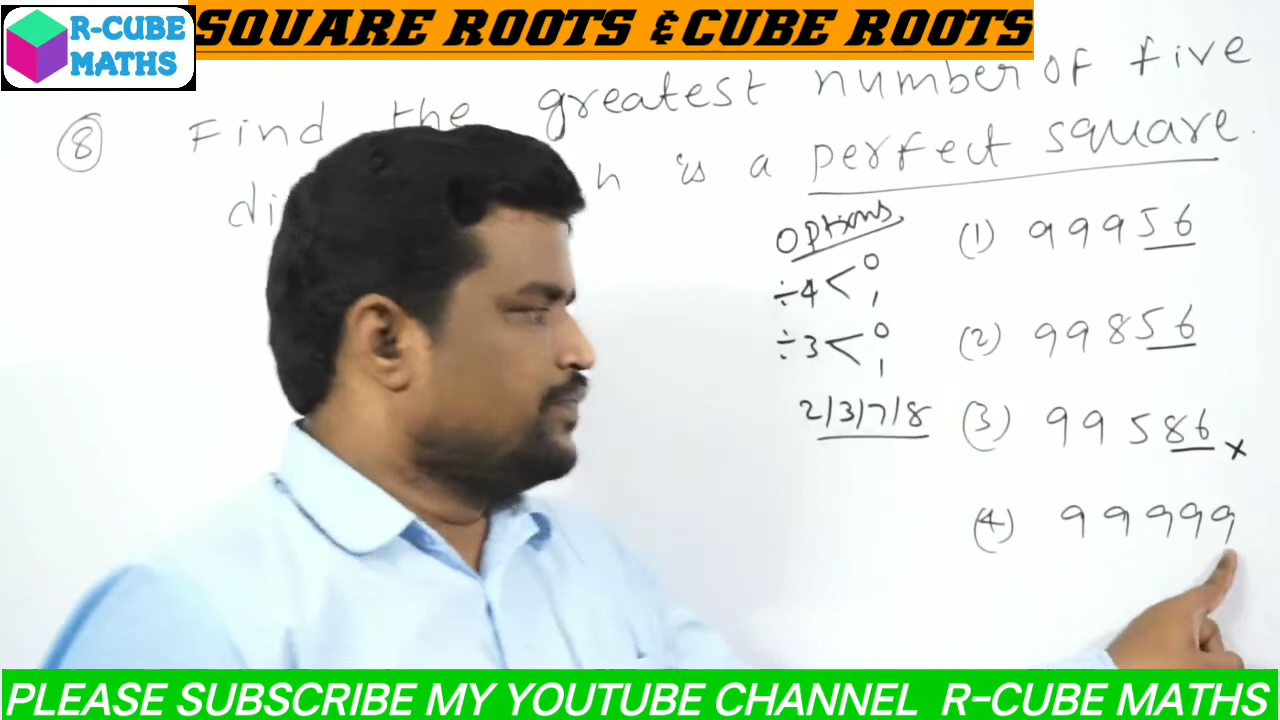 R-CUBE
MATHS
SQUARE ROOTS & CUBE ROOTS
(8) Find the greatest number of five
di is a perfect square.
Options
÷4 < 0
1
÷3 < 0
1
2/3/7/8
(1) 99956
(2) 99856
(3) 99586 ×
(4) 99999
PLEASE SUBSCRIBE MY YOUTUBE CHANNEL R-CUBE MATHS